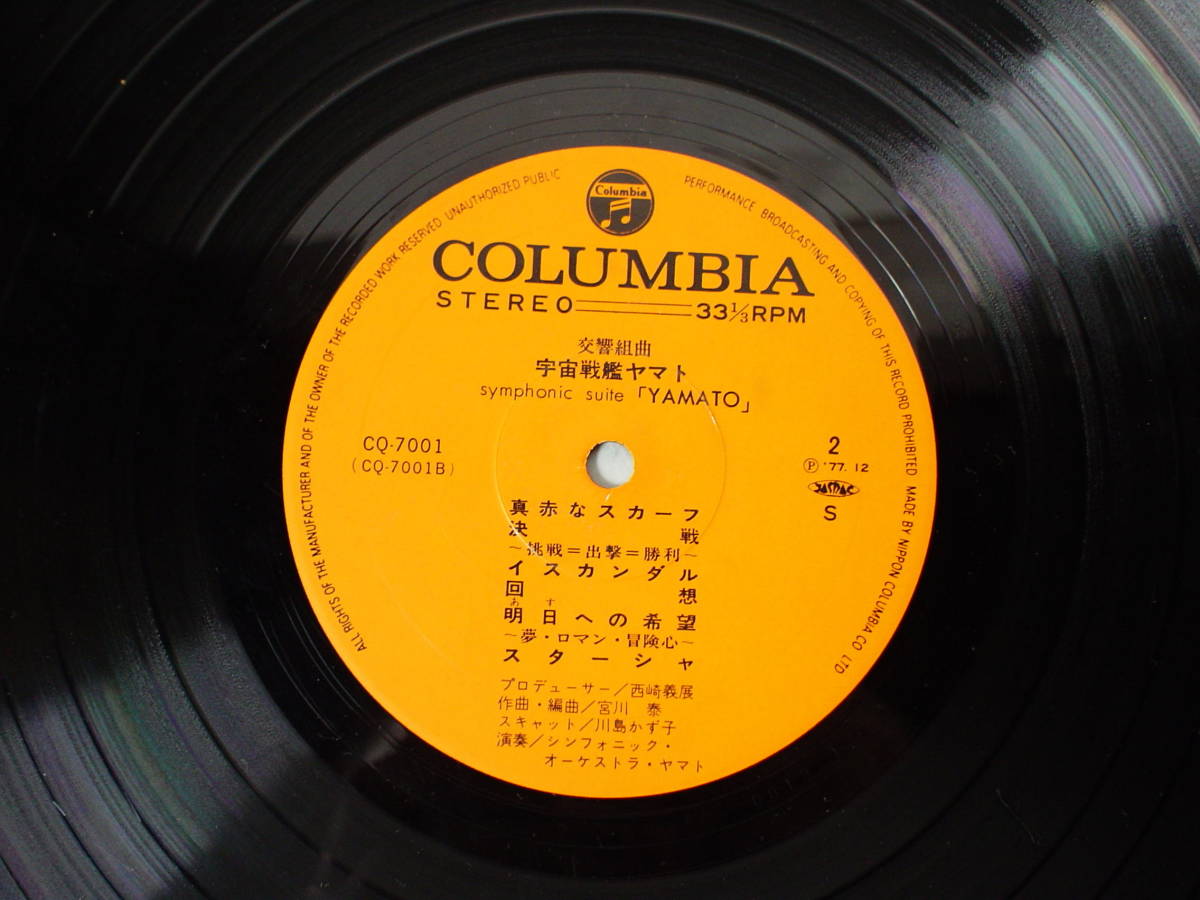 Columbia
COLUMBIA
STEREO 33 1/3 RPM
交響組曲
宇宙戦艦ヤマト
symphonic suite 「YAMATO」
CQ-7001
(CQ-7001B)
2
Ⓟ '77. 12
JASRAC
S
真赤なスカーフ
決戦
~挑戦=出撃=勝利~
イスカンダル
回想
あす
明日への希望
~夢・ロマン・冒険心~
スターシャ
プロデューサー/西崎義展
作曲・編曲/宮川 泰
スキャット/川島かず子
演奏/シンフォニック・
オーケストラ・ヤマト
ALL RIGHTS OF THE MANUFACTURER AND OF THE OWNER OF THE RECORDED WORK RESERVED UNAUTHORIZED PUBLIC PERFORMANCE BROADCASTING AND COPYING OF THIS RECORD PROHIBITED MADE BY NIPPON COLUMBIA CO LTD